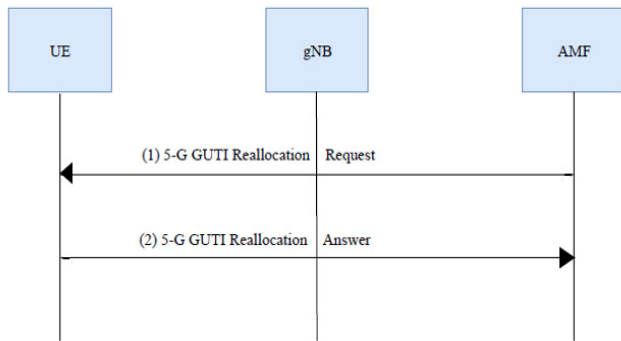 UE
gNB
AMF
(1) 5-G GUTI Reallocation Request
(2) 5-G GUTI Reallocation Answer